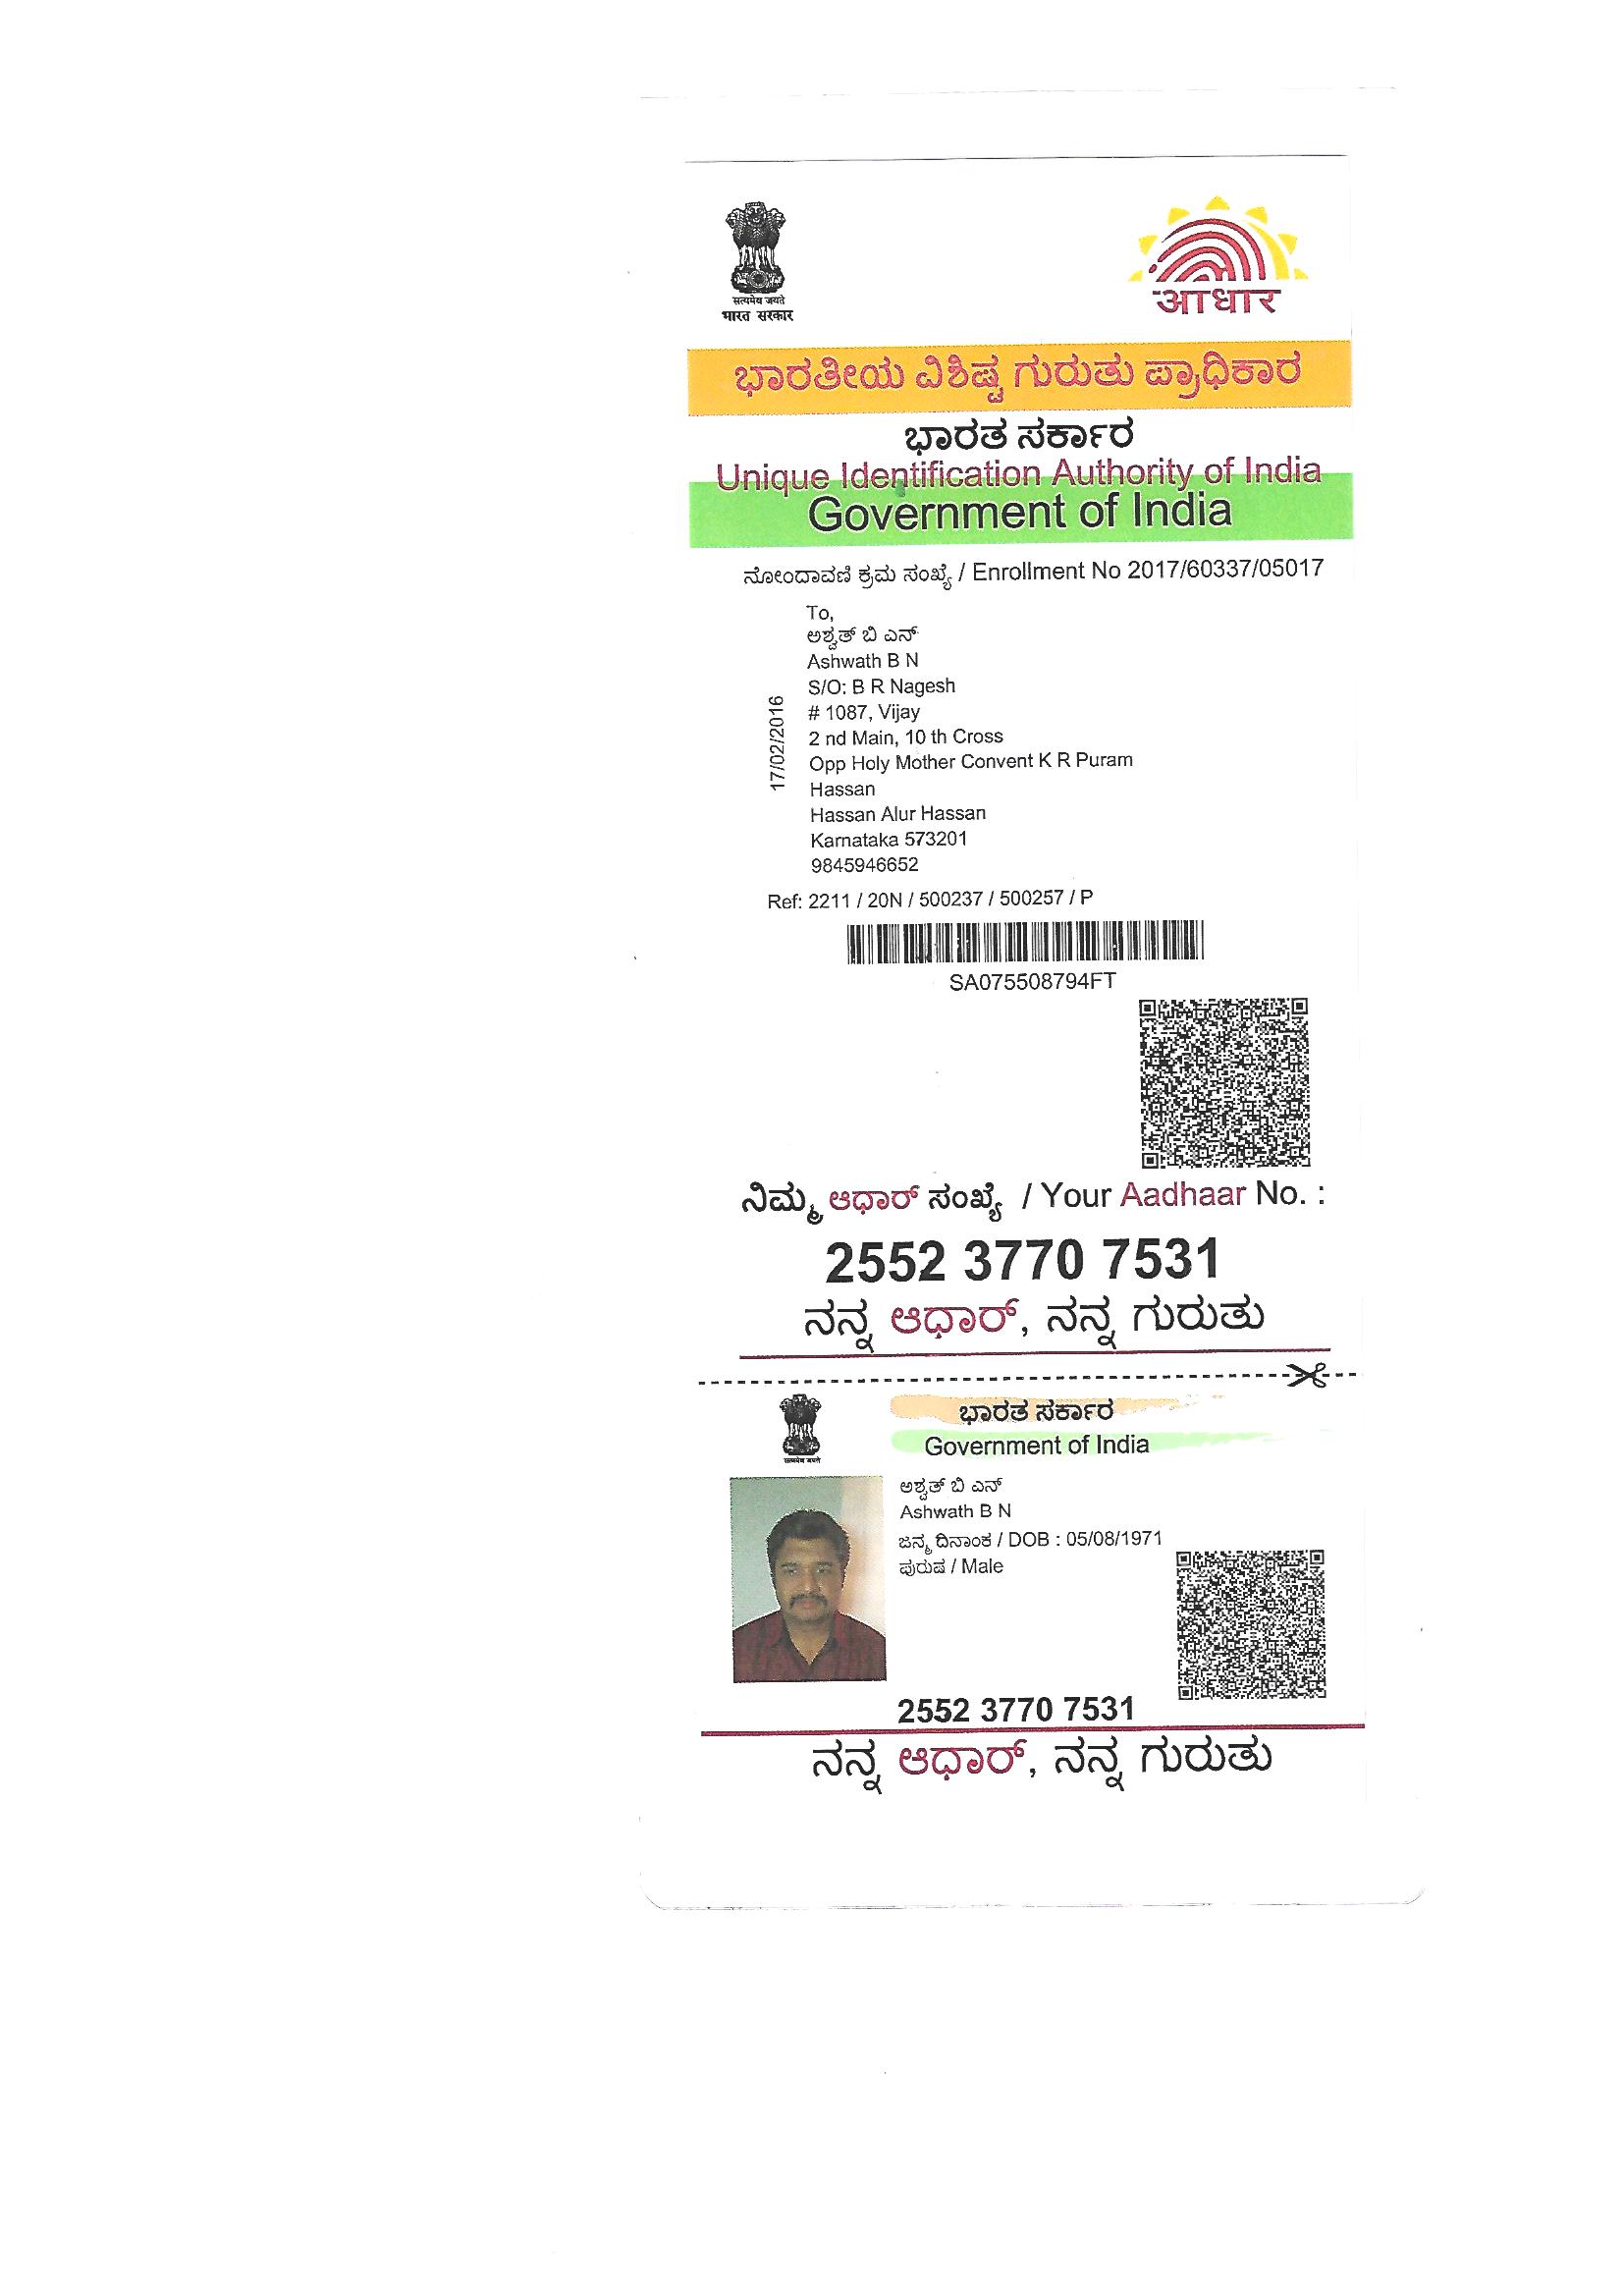 सत्यमेव जयते
भारत सरकार
आधार
ಭಾರತೀಯ ವಿಶಿಷ್ಟ ಗುರುತು ಪ್ರಾಧಿಕಾರ
ಭಾರತ ಸರ್ಕಾರ
Unique Identification Authority of India
Government of India
ನೋಂದಾವಣಿ ಕ್ರಮ ಸಂಖ್ಯೆ / Enrollment No 2017/60337/05017
To,
ಅಶ್ವತ್ ಬಿ ಎನ್
Ashwath B N
S/O: B R Nagesh
# 1087, Vijay
2 nd Main, 10 th Cross
Opp Holy Mother Convent K R Puram
Hassan
Hassan Alur Hassan
Karnataka 573201
9845946652
17/02/2016
Ref: 2211 / 20N / 500237 / 500257 / P
SA075508794FT
ನಿಮ್ಮ ಆಧಾರ್ ಸಂಖ್ಯೆ / Your Aadhaar No. :
2552 3770 7531
ನನ್ನ ಆಧಾರ್, ನನ್ನ ಗುರುತು
सत्यमेव जयते
ಭಾರತ ಸರ್ಕಾರ
Government of India
ಅಶ್ವತ್ ಬಿ ಎನ್
Ashwath B N
ಜನ್ಮ ದಿನಾಂಕ / DOB : 05/08/1971
ಪುರುಷ / Male
2552 3770 7531
ನನ್ನ ಆಧಾರ್, ನನ್ನ ಗುರುತು